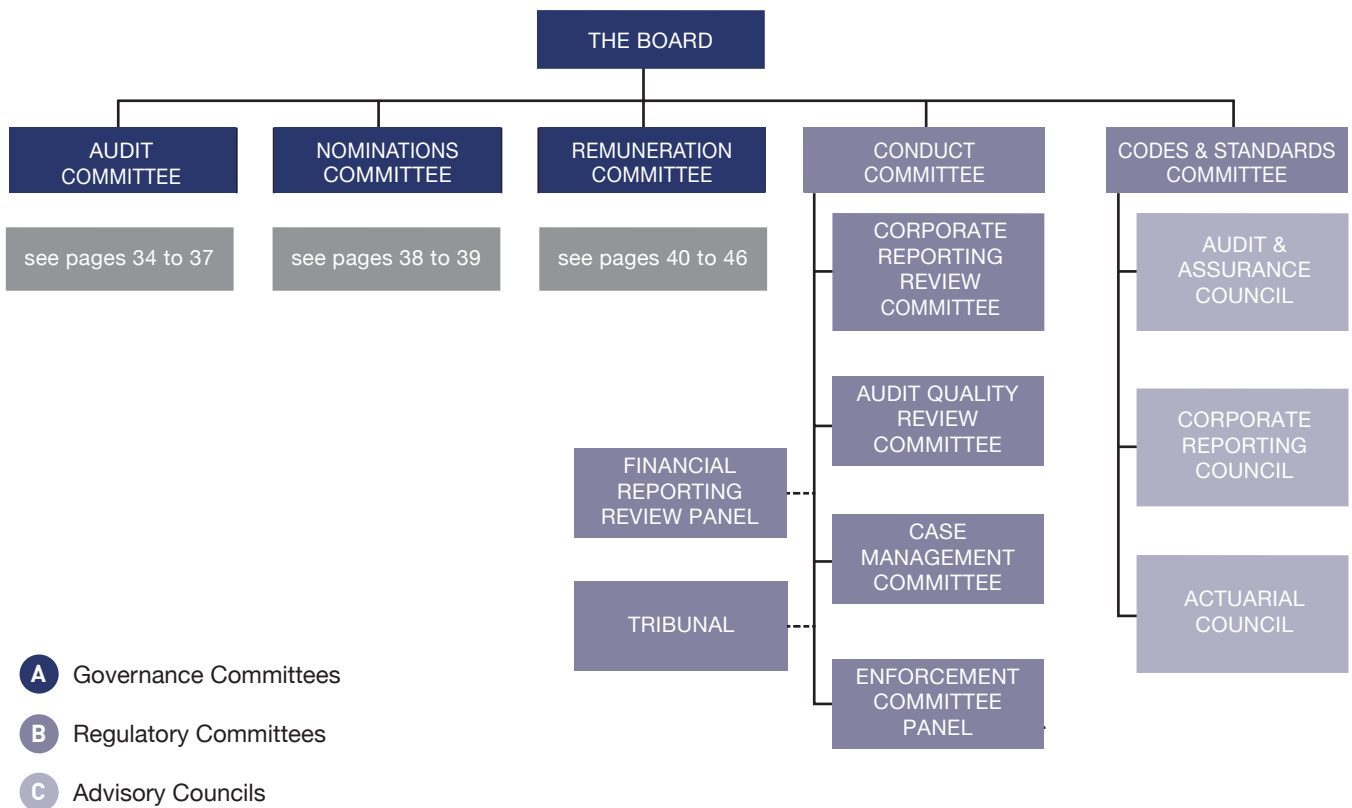 THE BOARD
AUDIT
COMMITTEE
NOMINATIONS
COMMITTEE
REMUNERATION
COMMITTEE
CONDUCT
COMMITTEE
CODES & STANDARDS
COMMITTEE
see pages 34 to 37
see pages 38 to 39
see pages 40 to 46
CORPORATE
REPORTING
REVIEW
COMMITTEE
AUDIT QUALITY
REVIEW
COMMITTEE
CASE
MANAGEMENT
COMMITTEE
ENFORCEMENT
COMMITTEE
PANEL
FINANCIAL
REPORTING
REVIEW PANEL
TRIBUNAL
AUDIT &
ASSURANCE
COUNCIL
CORPORATE
REPORTING
COUNCIL
ACTUARIAL
COUNCIL
A Governance Committees
B Regulatory Committees
C Advisory Councils